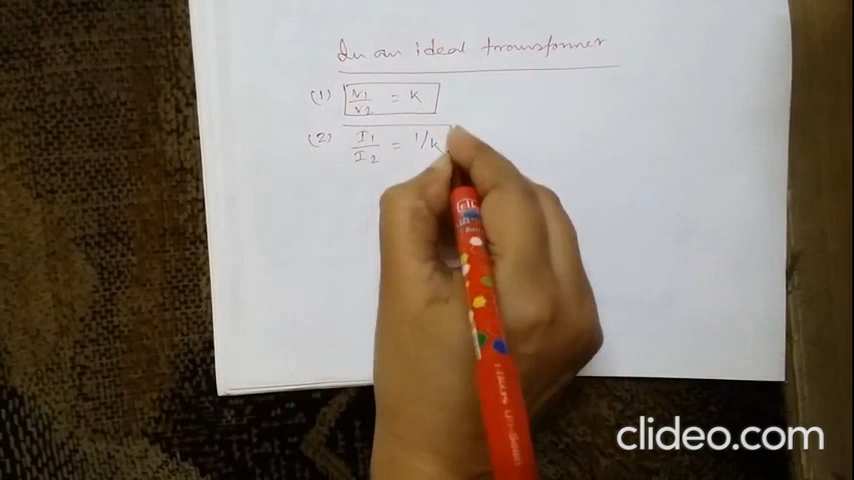 In an ideal transformer
(1) V1/V2 = K
(2) I1/I2 = 1/K
clideo.com